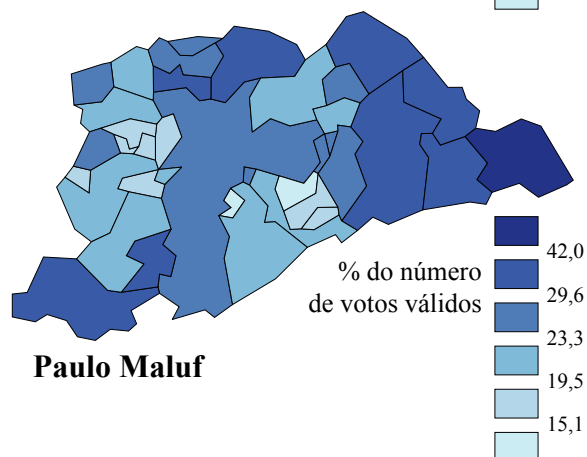 % do número
de votos válidos
42,0
29,6
23,3
19,5
15,1
Paulo Maluf